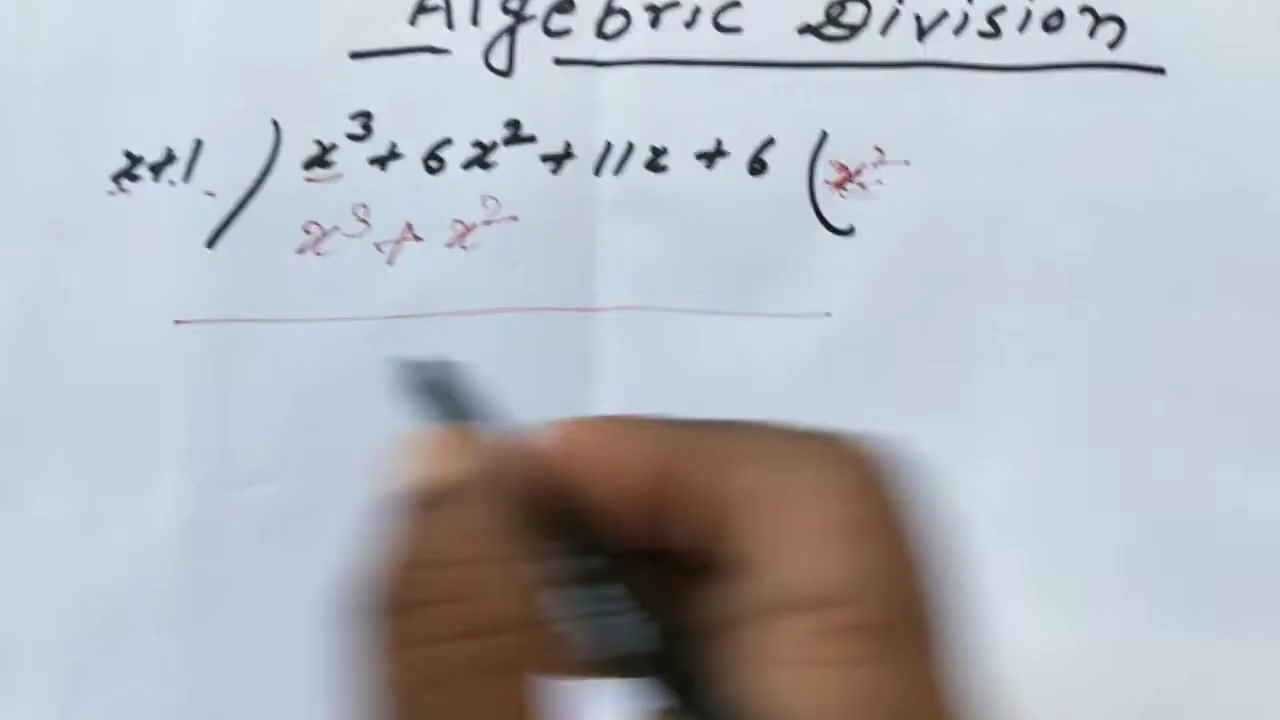 Algebric Division
x+1 ) x³ + 6x² + 11x + 6 ( x²
x³ + x²